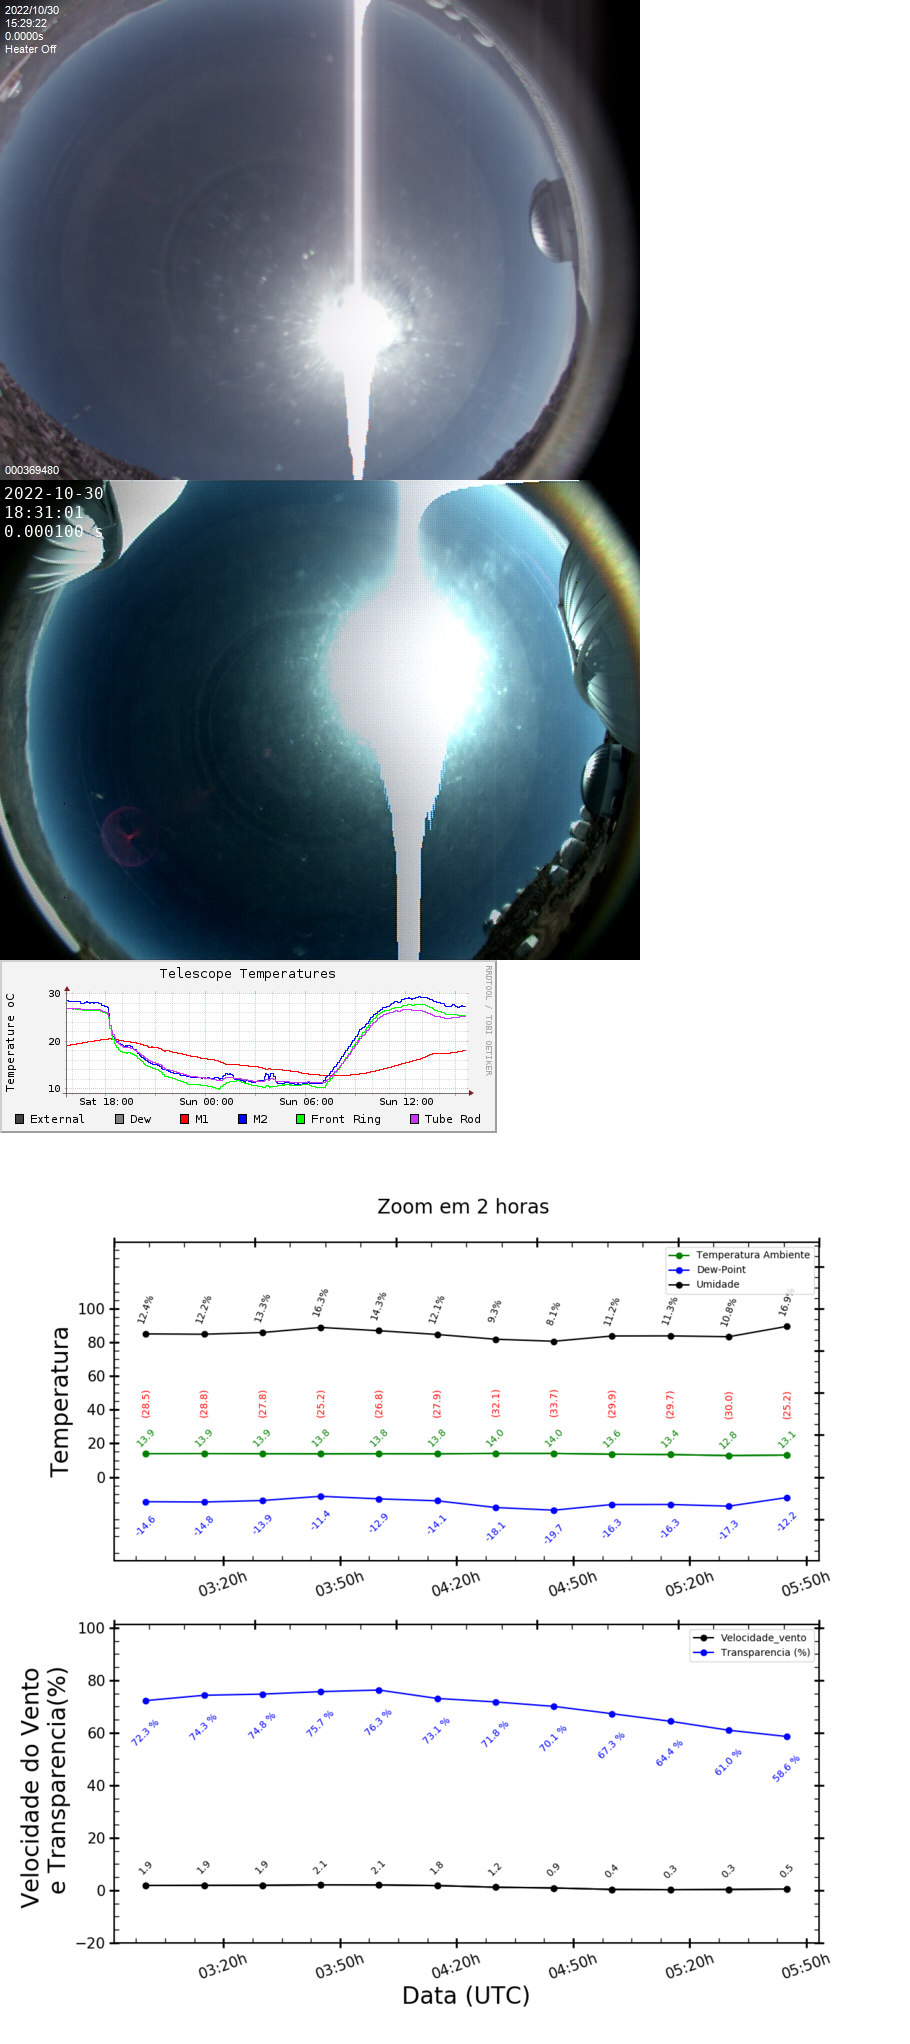 2022/10/30
15:29:22
0.0000s
Heater Off
000369480
2022-10-30
18:31:01
0.000100 s
Telescope Temperatures
RRDTOOL / TOBI OETIKER
Temperature oC
30
20
10
Sat 18:00 Sun 00:00 Sun 06:00 Sun 12:00
External Dew M1 M2 Front Ring Tube Rod
Zoom em 2 horas
Temperatura Ambiente
Dew-Point
Umidade
Temperatura
100
80
60
40
20
0
12.4% 12.2% 13.3% 16.3% 14.3% 12.1% 9.3% 8.1% 11.2% 11.3% 10.8% 16.9%
(28.5) (28.8) (27.8) (25.2) (26.8) (27.9) (32.1) (33.7) (29.9) (29.7) (30.0) (25.2)
13.9 13.9 13.9 13.8 13.8 13.8 14.0 14.0 13.6 13.4 12.8 13.1
-14.6 -14.8 -13.9 -11.4 -12.9 -14.1 -18.1 -19.7 -16.3 -16.3 -17.3 -12.2
03:20h 03:50h 04:20h 04:50h 05:20h 05:50h
Velocidade_vento
Transparencia (%)
Velocidade do Vento
e Transparencia(%)
100
80
60
40
20
0
−20
72.3 % 74.3 % 74.8 % 75.7 % 76.3 % 73.1 % 71.8 % 70.1 % 67.3 % 64.4 % 61.0 % 58.6 %
1.9 1.9 1.9 2.1 2.1 1.8 1.2 0.9 0.4 0.3 0.3 0.5
03:20h 03:50h 04:20h 04:50h 05:20h 05:50h
Data (UTC)